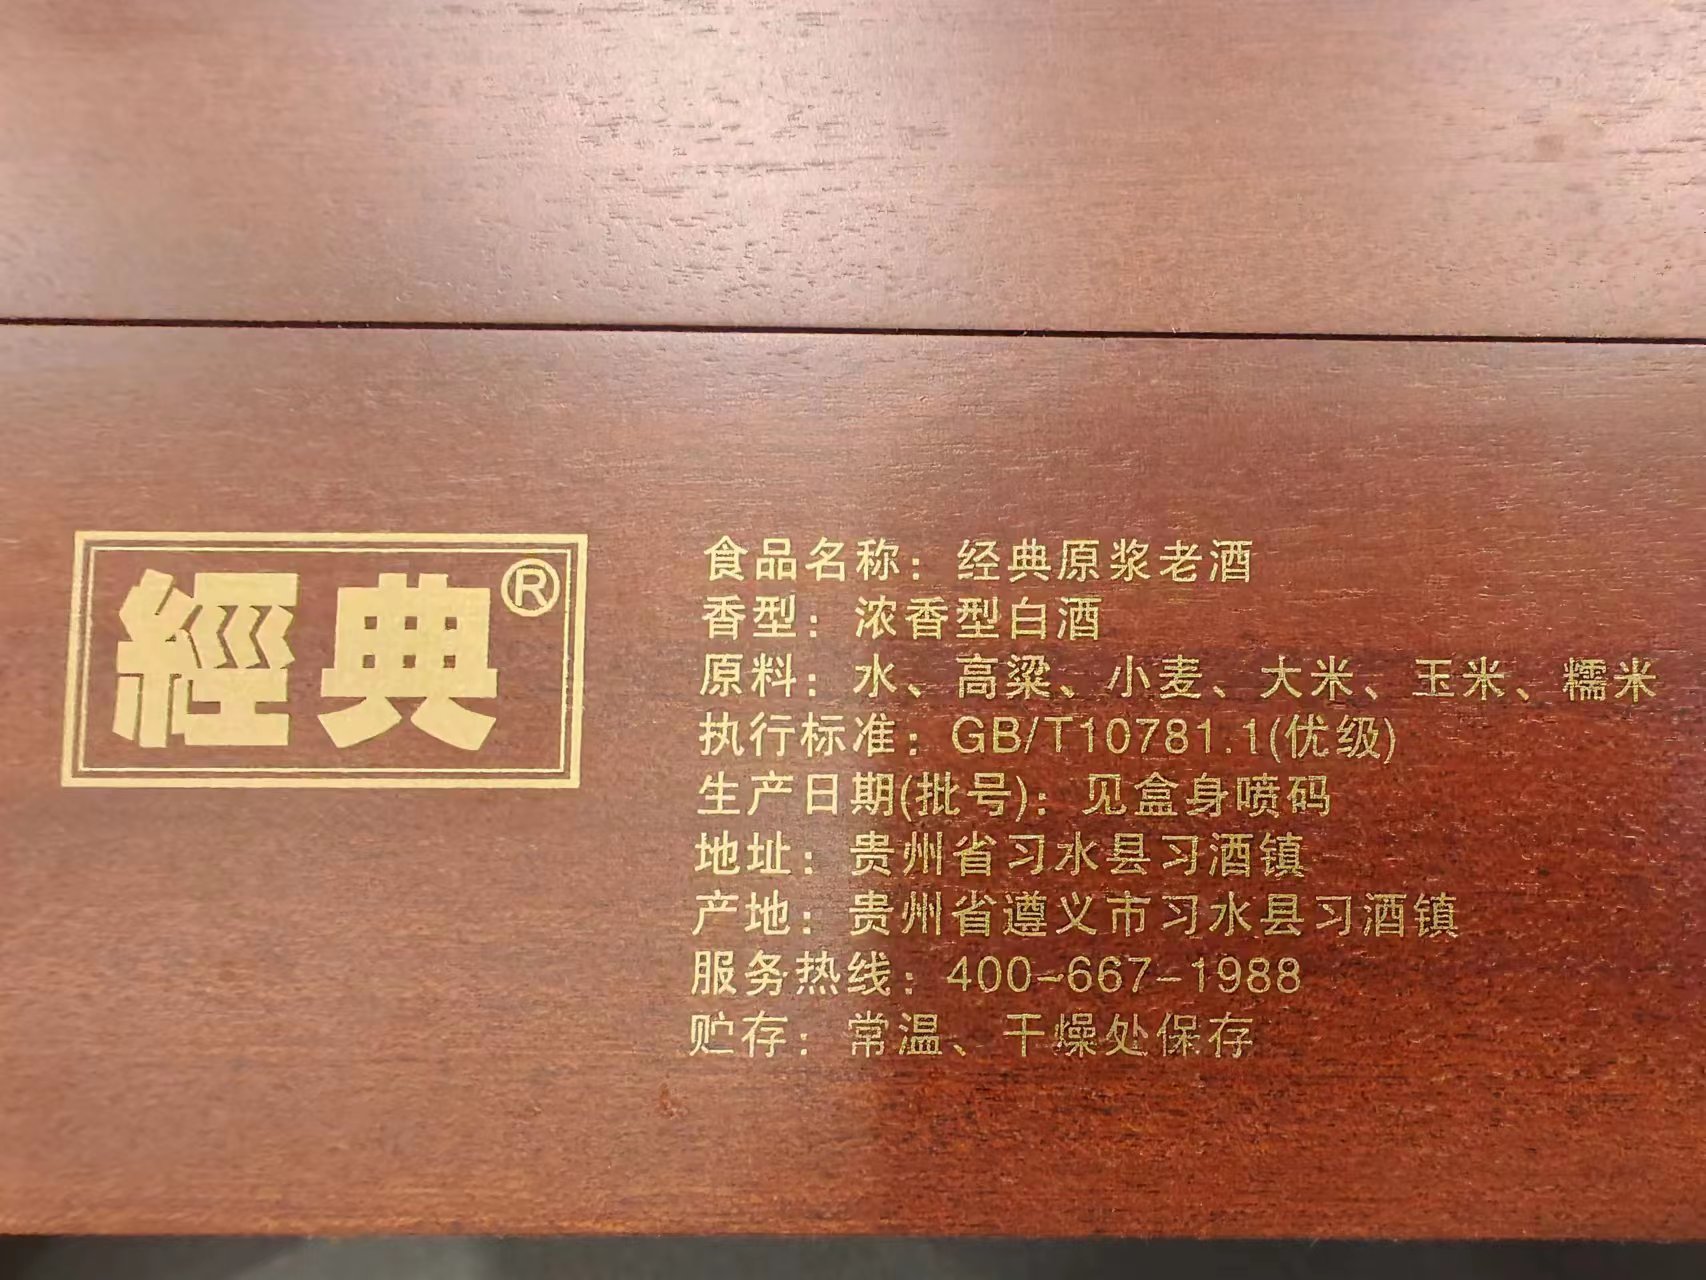 經典®
食品名称：经典原浆老酒
香型：浓香型白酒
原料：水、高粱、小麦、大米、玉米、糯米
执行标准：GB/T10781.1(优级)
生产日期(批号)：见盒身喷码
地址：贵州省习水县习酒镇
产地：贵州省遵义市习水县习酒镇
服务热线：400-667-1988
贮存：常温、干燥处保存